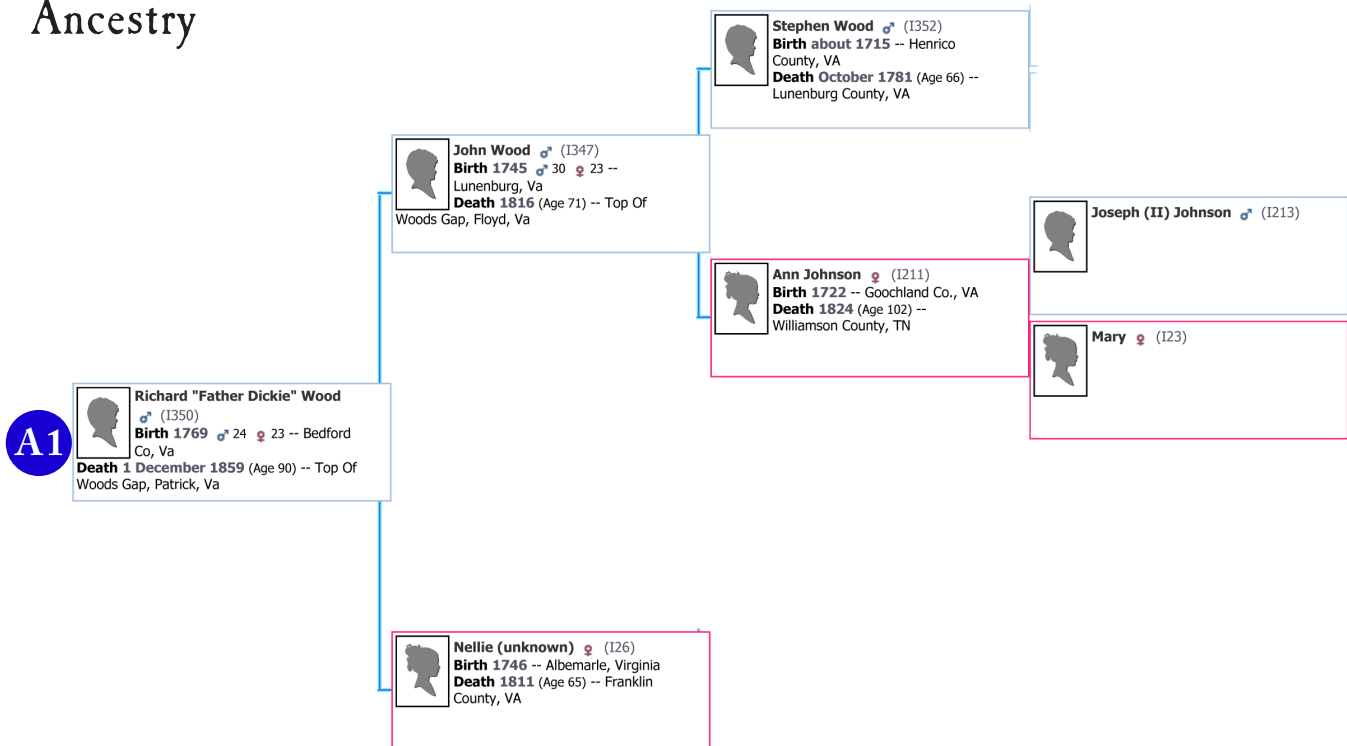 Ancestry
Stephen Wood ♂ (I352)
Birth about 1715 -- Henrico
County, VA
Death October 1781 (Age 66) --
Lunenburg County, VA
John Wood ♂ (I347)
Birth 1745 ♂ 30 ♀ 23 --
Lunenburg, Va
Death 1816 (Age 71) -- Top Of
Woods Gap, Floyd, Va
Joseph (II) Johnson ♂ (I213)
Ann Johnson ♀ (I211)
Birth 1722 -- Goochland Co., VA
Death 1824 (Age 102) --
Williamson County, TN
Mary ♀ (I23)
A1
Richard "Father Dickie" Wood
♂ (I350)
Birth 1769 ♂ 24 ♀ 23 -- Bedford
Co, Va
Death 1 December 1859 (Age 90) -- Top Of
Woods Gap, Patrick, Va
Nellie (unknown) ♀ (I26)
Birth 1746 -- Albemarle, Virginia
Death 1811 (Age 65) -- Franklin
County, VA